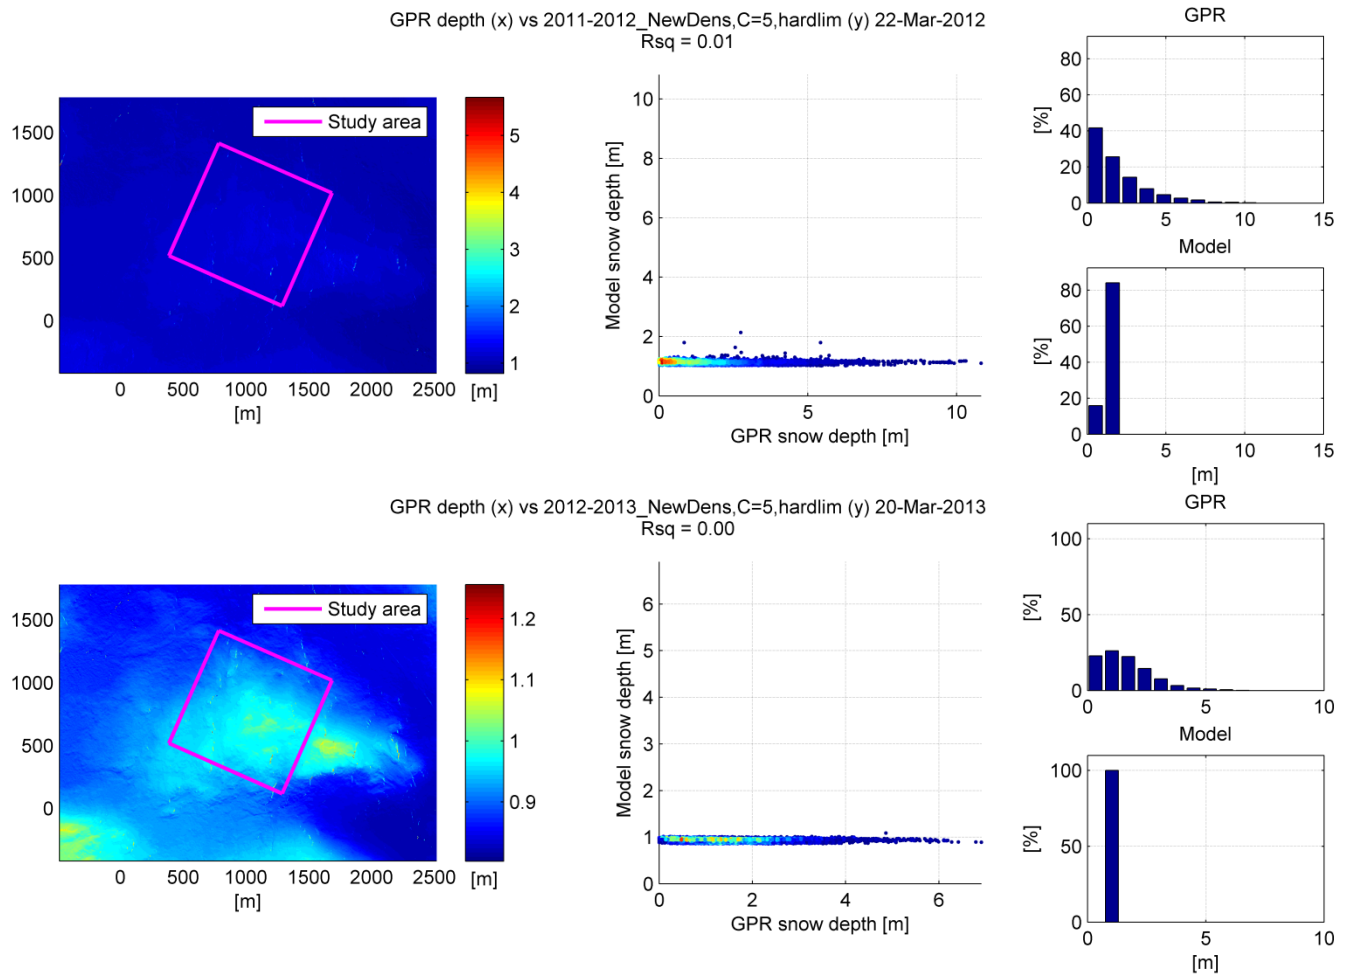 GPR depth (x) vs 2011-2012_NewDens,C=5,hardlim (y) 22-Mar-2012
Rsq = 0.01
Study area
1500
1000
500
0
0 500 1000 1500 2000 2500
[m]
5
4
3
2
1
[m]
Model snow depth [m]
10
8
6
4
2
0
0 5 10
GPR snow depth [m]
GPR
[%]
80
60
40
20
0
0 5 10 15
Model
[%]
80
60
40
20
0
0 5 10 15
[m]
GPR depth (x) vs 2012-2013_NewDens,C=5,hardlim (y) 20-Mar-2013
Rsq = 0.00
Study area
1500
1000
500
0
0 500 1000 1500 2000 2500
[m]
1.2
1.1
1
0.9
[m]
Model snow depth [m]
6
5
4
3
2
1
0
0 2 4 6
GPR snow depth [m]
GPR
[%]
100
50
0
0 5 10
Model
[%]
100
50
0
0 5 10
[m]